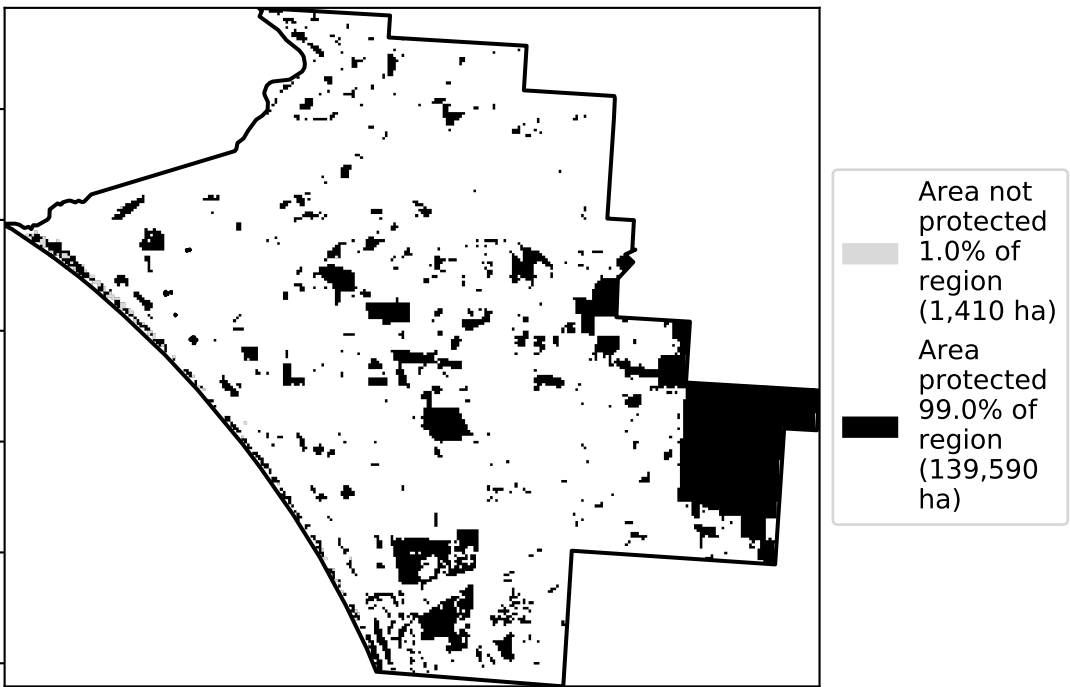 Area not
protected
1.0% of
region
(1,410 ha)
Area
protected
99.0% of
region
(139,590
ha)